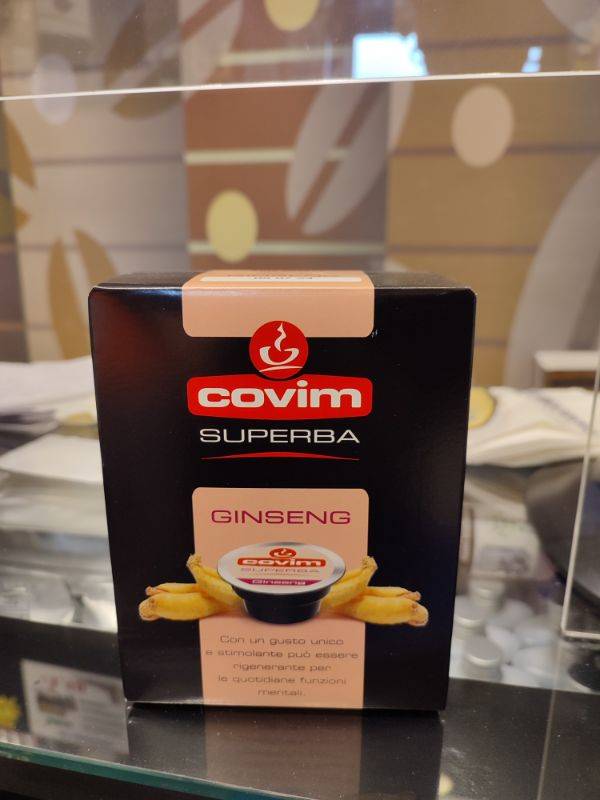 covim
SUPERBA
GINSENG
covim
SUPERBA
Ginseng
Con un gusto unico
e stimolante può essere
rigenerante per
le quotidiane funzioni
mentali.